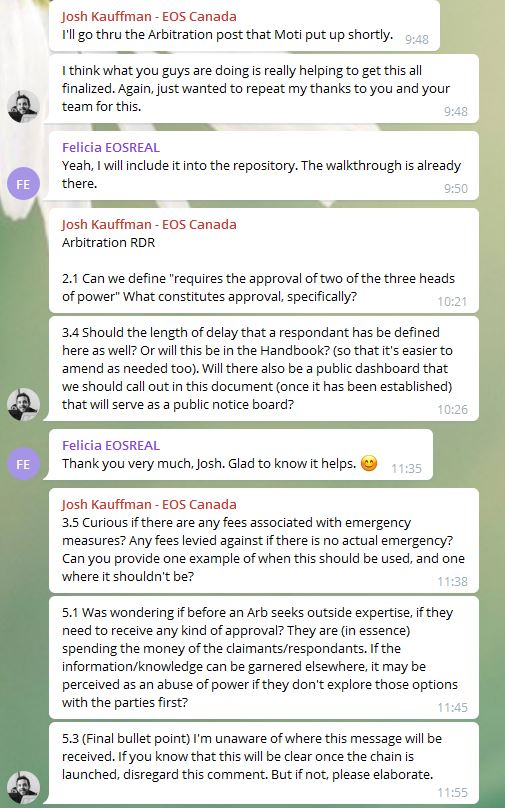 Josh Kauffman - EOS Canada
I'll go thru the Arbitration post that Moti put up shortly. 9:48
I think what you guys are doing is really helping to get this all
finalized. Again, just wanted to repeat my thanks to you and your
team for this.
9:48
Felicia EOSREAL
Yeah, I will include it into the repository. The walkthrough is already
there.
9:50
FE
Josh Kauffman - EOS Canada
Arbitration RDR
2.1 Can we define "requires the approval of two of the three heads
of power" What constitutes approval, specifically?
10:21
3.4 Should the length of delay that a respondant has be defined
here as well? Or will this be in the Handbook? (so that it's easier to
amend as needed too). Will there also be a public dashboard that
we should call out in this document (once it has been established)
that will serve as a public notice board?
10:26
Felicia EOSREAL
FE
Thank you very much, Josh. Glad to know it helps. 😊 11:35
Josh Kauffman - EOS Canada
3.5 Curious if there are any fees associated with emergency
measures? Any fees levied against if there is no actual emergency?
Can you provide one example of when this should be used, and one
where it shouldn't be?
11:38
5.1 Was wondering if before an Arb seeks outside expertise, if they
need to receive any kind of approval? They are (in essence)
spending the money of the claimants/respondants. If the
information/knowledge can be garnered elsewhere, it may be
perceived as an abuse of power if they don't explore those options
with the parties first?
11:45
5.3 (Final bullet point) I'm unaware of where this message will be
received. If you know that this will be clear once the chain is
launched, disregard this comment. But if not, please elaborate.
11:55